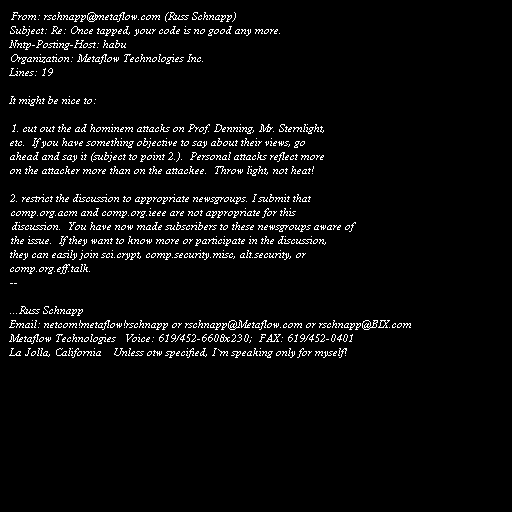 From: rschnapp@metaflow.com (Russ Schnapp)
Subject: Re: Once tapped, your code is no good any more.
Nntp-Posting-Host: habu
Organization: Metaflow Technologies Inc.
Lines: 19

It might be nice to:

1. cut out the ad hominem attacks on Prof. Denning, Mr. Sternlight,
etc.  If you have something objective to say about their views, go
ahead and say it (subject to point 2.).  Personal attacks reflect more
on the attacker more than on the attackee.  Throw light, not heat!

2. restrict the discussion to appropriate newsgroups. I submit that
comp.org.acm and comp.org.ieee are not appropriate for this
discussion.  You have now made subscribers to these newsgroups aware of
the issue.  If they want to know more or participate in the discussion,
they can easily join sci.crypt, comp.security.misc, alt.security, or
comp.org.eff.talk.
--

...Russ Schnapp
Email: netcom!metaflow!rschnapp or rschnapp@Metaflow.com or rschnapp@BIX.com
Metaflow Technologies   Voice: 619/452-6608x230;  FAX: 619/452-0401
La Jolla, California    Unless otw specified, I'm speaking only for myself!